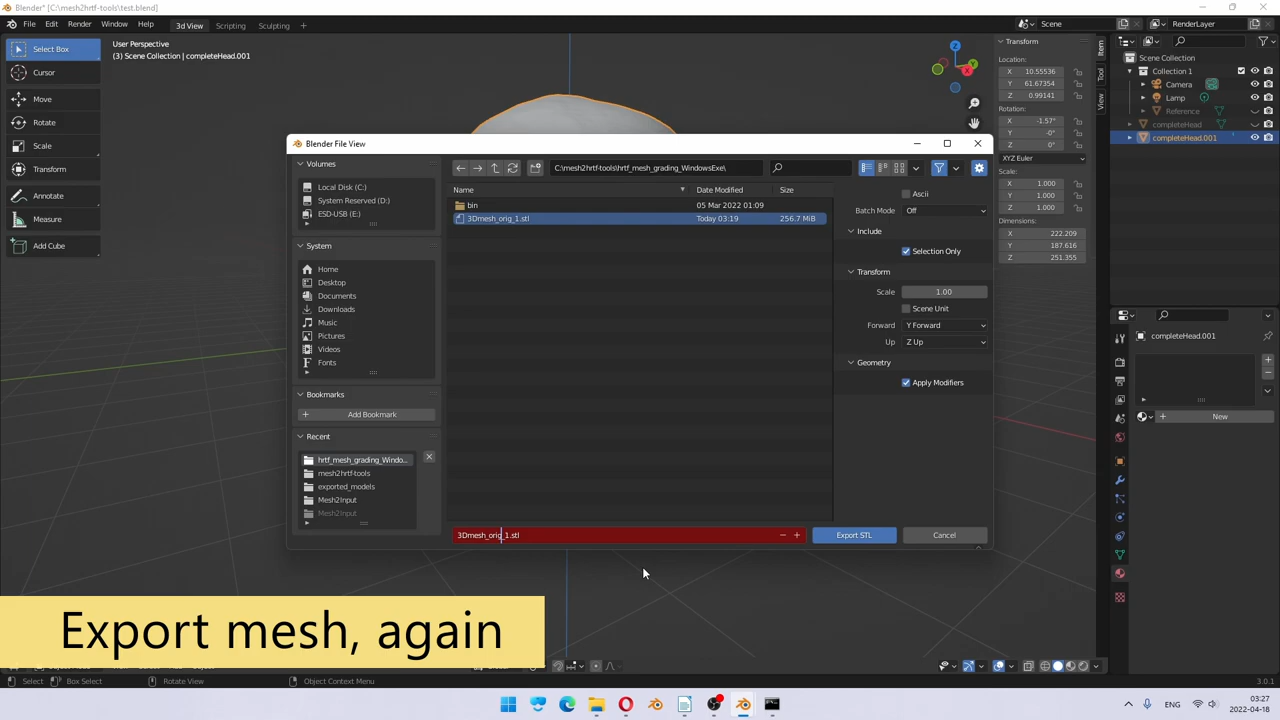 Blender* [C:\mesh2hrtf-tools\test.blend]
File Edit Render Window Help
3D View Scripting Sculpting
Scene
RenderLayer
Select Box
Cursor
Move
Rotate
Scale
Transform
Annotate
Measure
Add Cube
User Perspective
(3) Scene Collection | completeHead.001
Z
Y
X
Blender File View
Volumes
Local Disk (C:)
System Reserved (D:)
ESD-USB (E:)
System
Home
Desktop
Documents
Downloads
Music
Pictures
Videos
Fonts
Bookmarks
Add Bookmark
Recent
hrtf_mesh_grading_Windo...
mesh2hrtf-tools
exported_models
Mesh2Input
Mesh2Input
C:\mesh2hrtf-tools\hrtf_mesh_grading_WindowsExe\
Name Date Modified Size
bin 05 Mar 2022 01:09
3Dmesh_orig_1.stl Today 03:19 256.7 MiB
3Dmesh_orig_1.stl
Export STL
Cancel
Ascii
Batch Mode Off
Include
Selection Only
Transform
Scale 1.00
Scene Unit
Forward Y Forward
Up Z Up
Geometry
Apply Modifiers
Transform
Location:
X 10.55536
Y 61.67354
Z 0.99141
Rotation:
X -1.57°
Y -0°
Z 0°
XYZ Euler
Scale:
X 1.000
Y 1.000
Z 1.000
Dimensions:
X 222.209
Y 187.616
Z 251.355
Item
Tool
View
Scene Collection
Collection 1
Camera
Lamp
Reference
completeHead
completeHead.001
completeHead.001
New
Export mesh, again
Select Box Select Rotate View Object Context Menu
3.0.1
03:27
2022-04-18